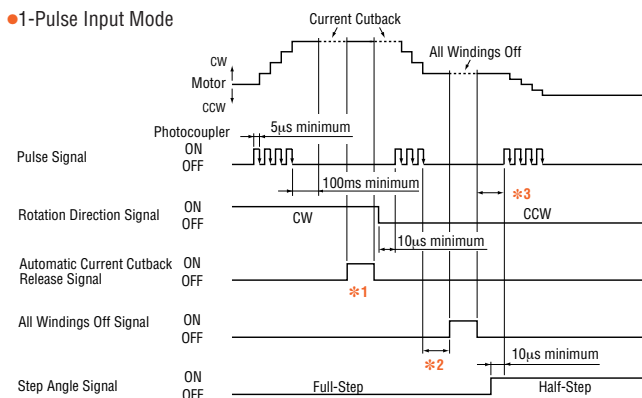 ●1-Pulse Input Mode
Current Cutback
All Windings Off
CW
Motor
CCW
Photocoupler
5μs minimum
Pulse Signal
ON
OFF
100ms minimum
*3
Rotation Direction Signal
ON
OFF
CW
CCW
10μs minimum
Automatic Current Cutback
Release Signal
ON
OFF
*1
All Windings Off Signal
ON
OFF
*2
10μs minimum
Step Angle Signal
ON
OFF
Full-Step
Half-Step